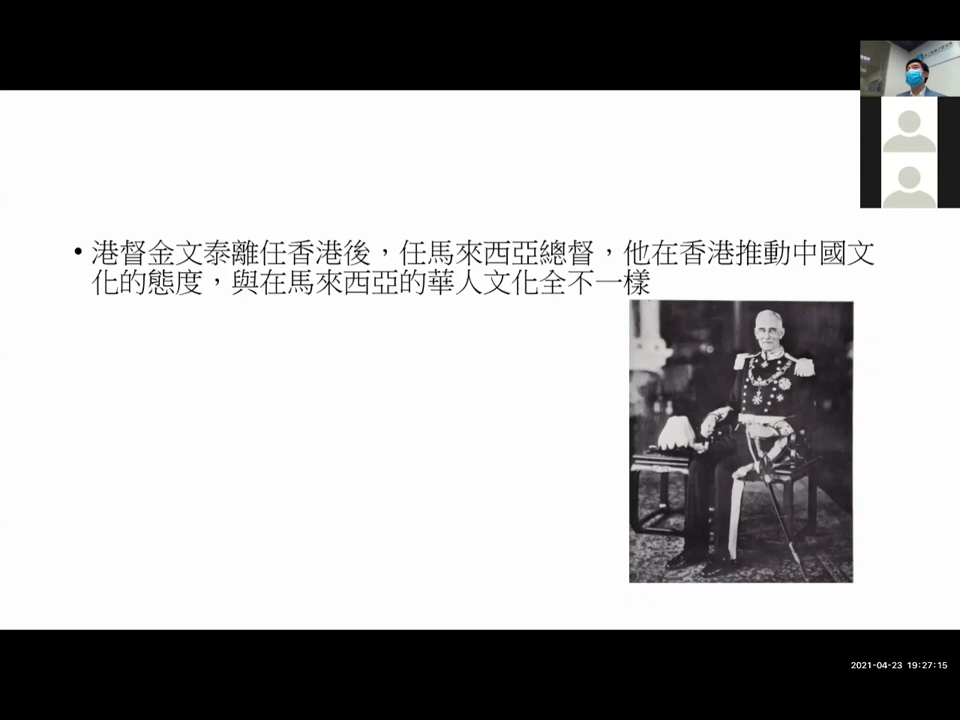 • 港督金文泰離任香港後，任馬來西亞總督，他在香港推動中國文
化的態度，與在馬來西亞的華人文化全不一樣
2021-04-23 19:27:15